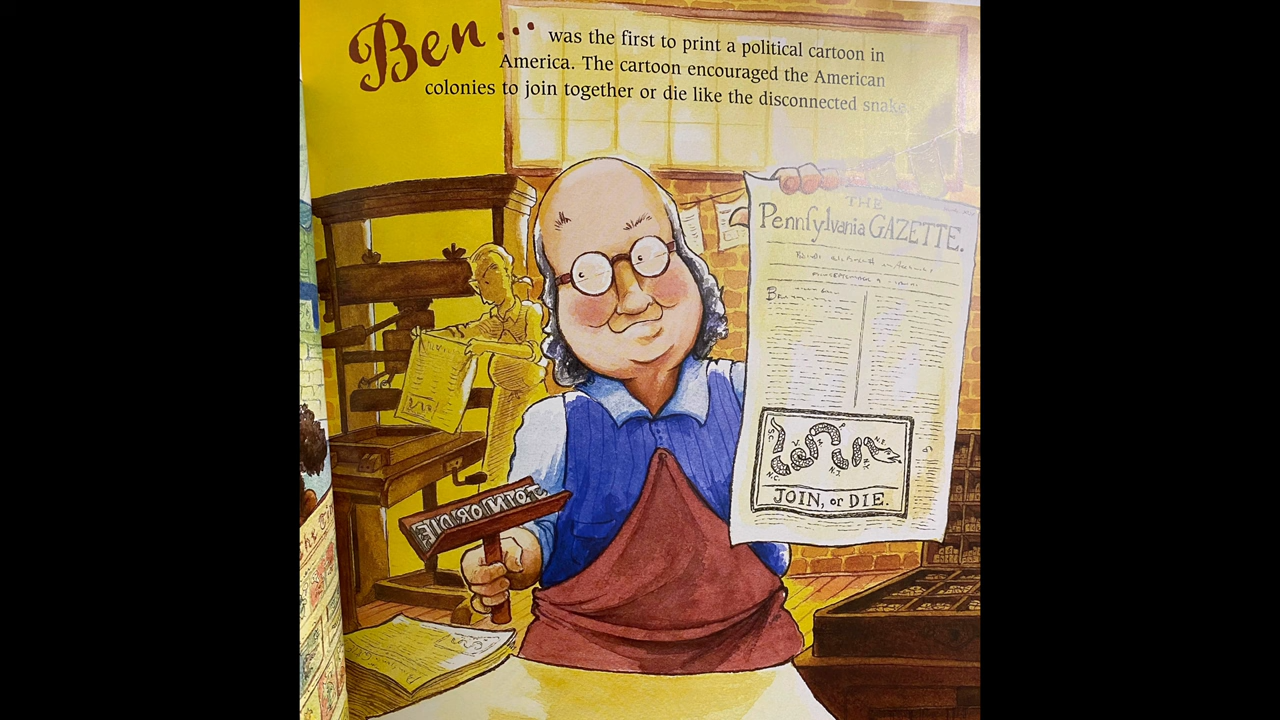 Ben... was the first to print a political cartoon in
America. The cartoon encouraged the American
colonies to join together or die like the disconnected snake
THE
Pennſylvania GAZETTE.
S.C.
N.C.
V.
M.
P.
N.J.
N.Y.
N.E.
JOIN, or DIE.
JOIN OR DIE